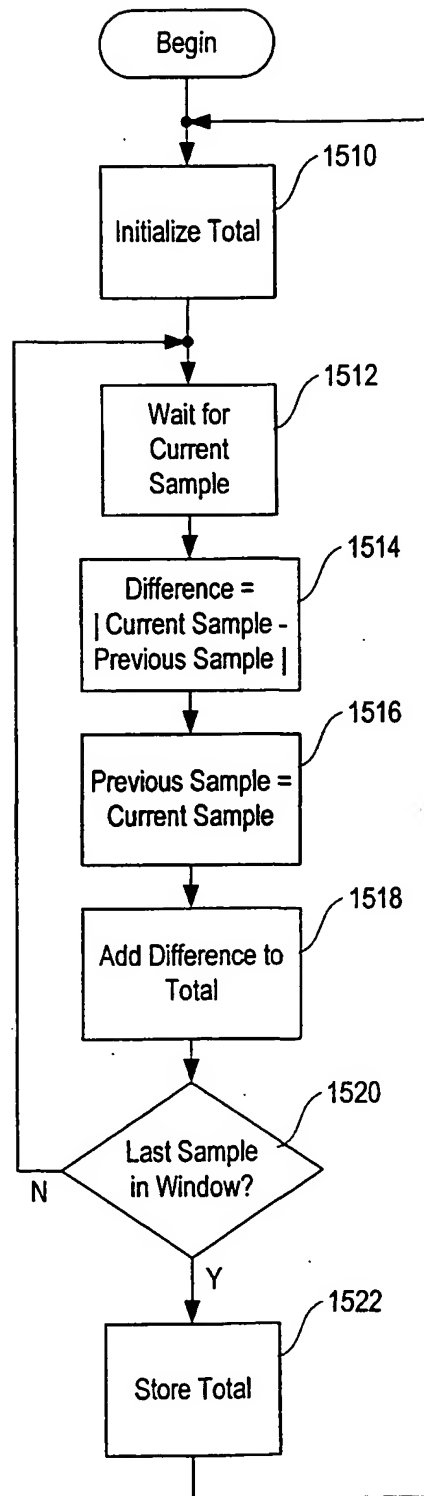 Begin
1510
Initialize Total
1512
Wait for
Current
Sample
1514
Difference =
| Current Sample -
Previous Sample |
1516
Previous Sample =
Current Sample
1518
Add Difference to
Total
1520
Last Sample
in Window?
N
Y
1522
Store Total